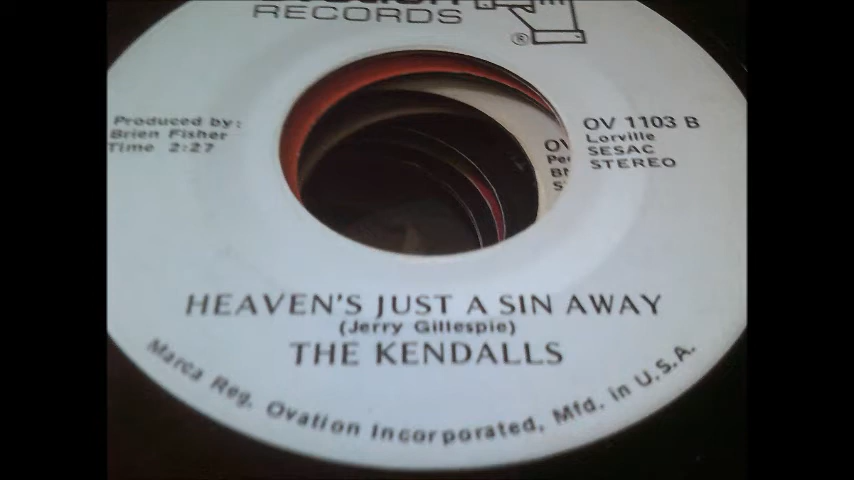 RECORDS
®
Produced by:
Brien Fisher
Time 2:27
OV 1103 B
Lorville
SESAC
STEREO
OV
HEAVEN'S JUST A SIN AWAY
(Jerry Gillespie)
THE KENDALLS
Marca Reg. Ovation Incorporated, Mfd. in U.S.A.